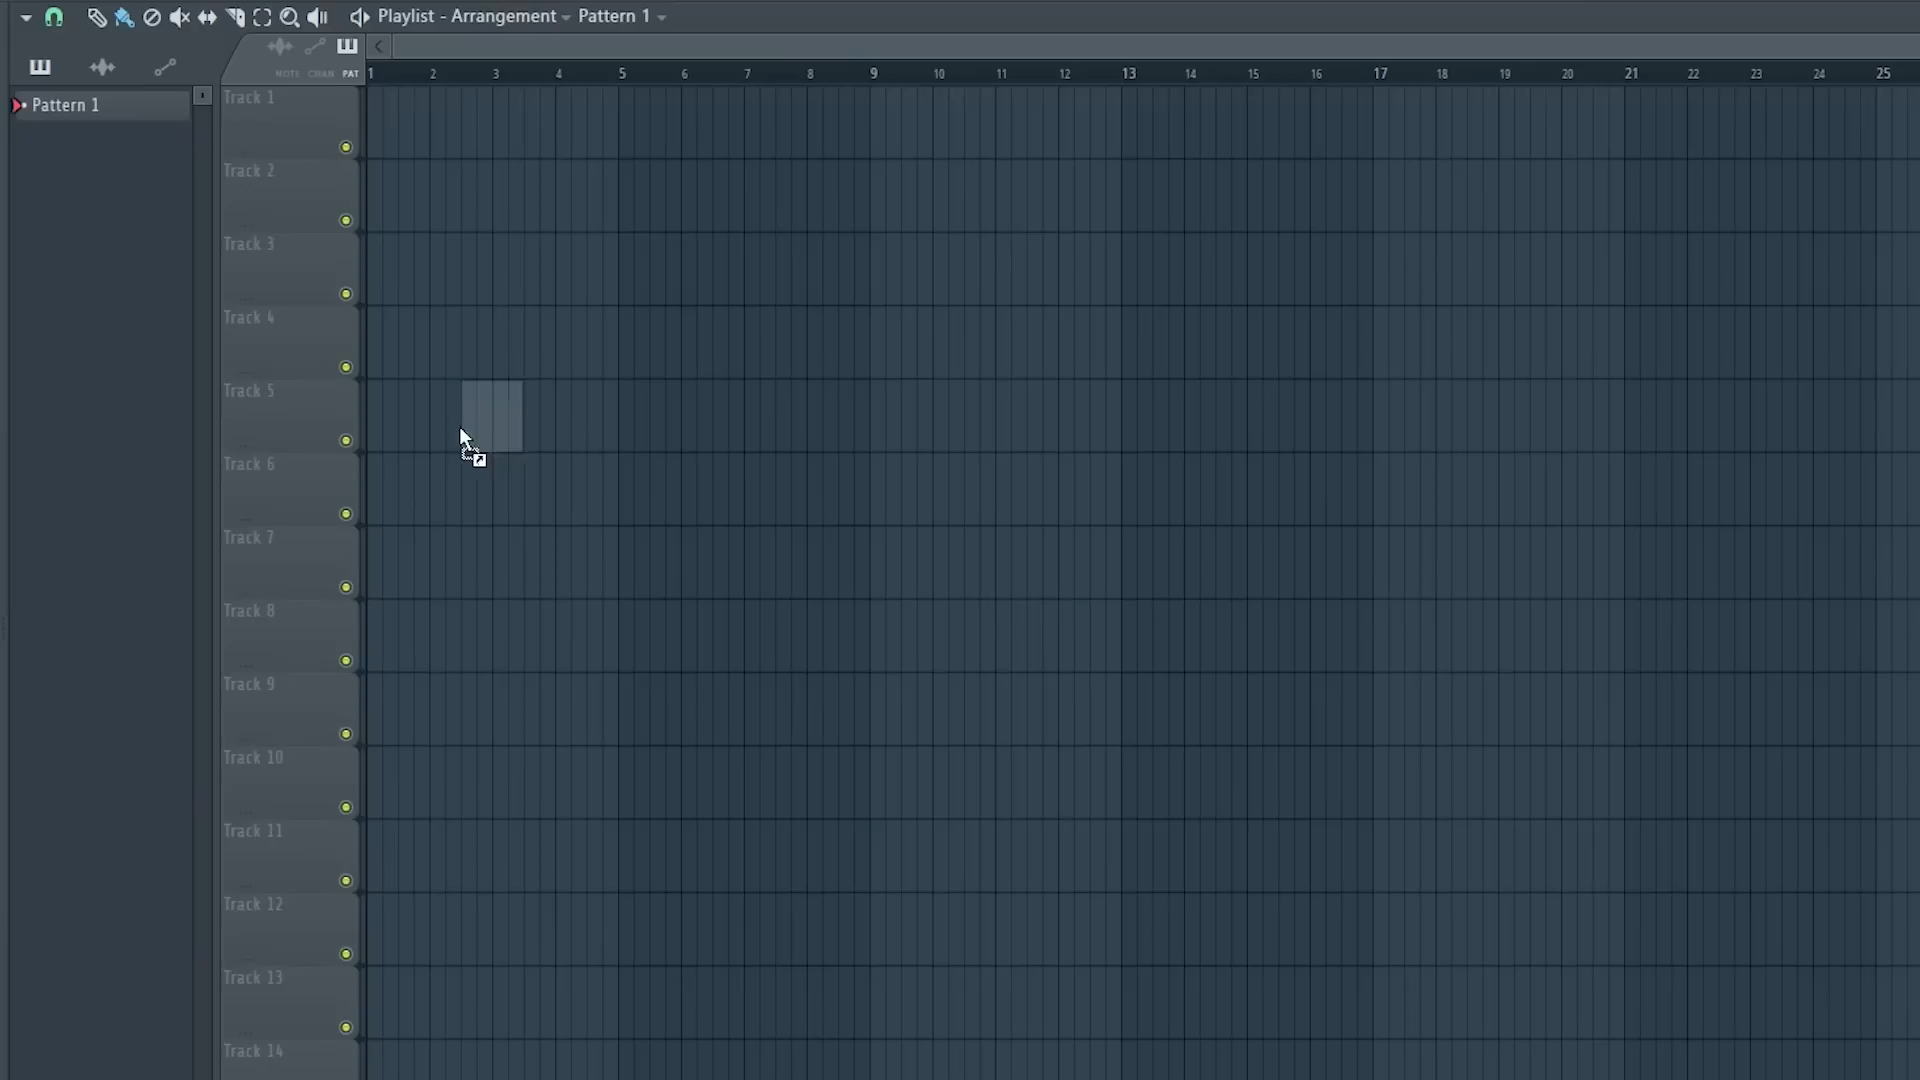 Playlist - Arrangement Pattern 1
NOTE CHAN PAT
1 2 3 4 5 6 7 8 9 10 11 12 13 14 15 16 17 18 19 20 21 22 23 24 25
Pattern 1
Track 1
Track 2
Track 3
Track 4
Track 5
Track 6
Track 7
Track 8
Track 9
Track 10
Track 11
Track 12
Track 13
Track 14